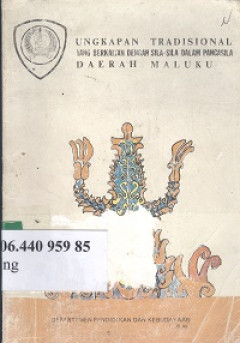 UNGKAPAN TRADISIONAL
YANG BERKAITAN DENGAN SILA-SILA DALAM PANCASILA
DAERAH MALUKU
06.440 959 85
ng
DEPARTEMEN PENDIDIKAN DAN KEBUDAYAAN